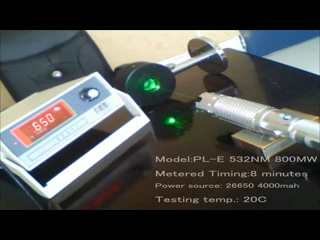 650
Model:PL-E 532NM 800MW
Metered Timing:8 minutes
Power source: 26650 4000mah
Testing temp.: 20C